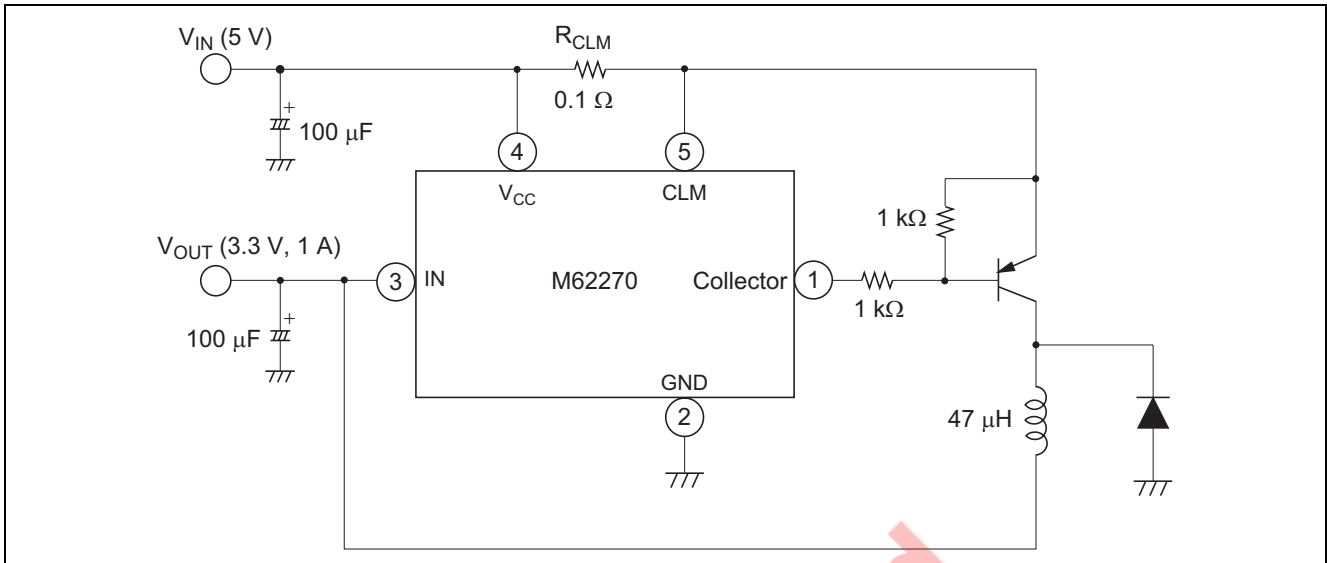 V_IN (5 V)
R_CLM
0.1 Ω
+
100 μF
4
5
V_CC
CLM
1 kΩ
V_OUT (3.3 V, 1 A)
3
IN
M62270
Collector
1
1 kΩ
+
100 μF
GND
2
47 μH